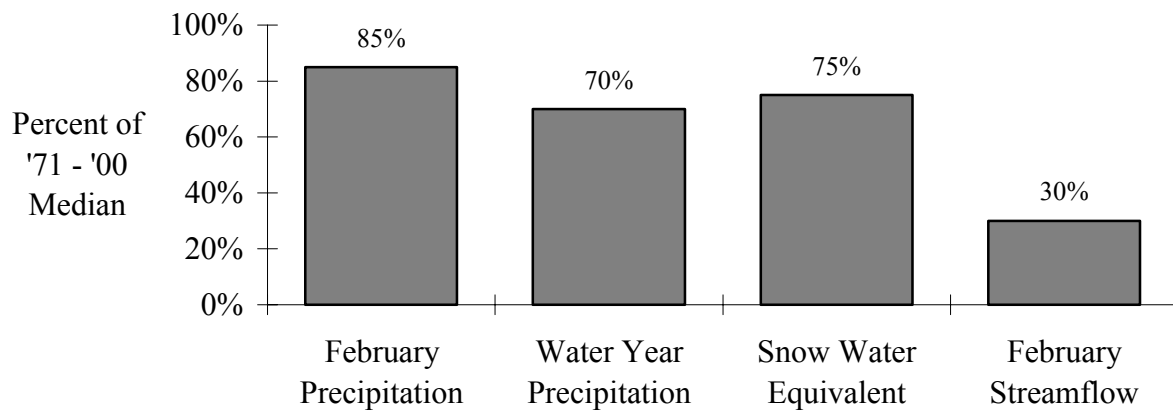 100%
80%
60%
40%
20%
0%
Percent of
'71 - '00
Median
85%
70%
75%
30%
February
Precipitation
Water Year
Precipitation
Snow Water
Equivalent
February
Streamflow